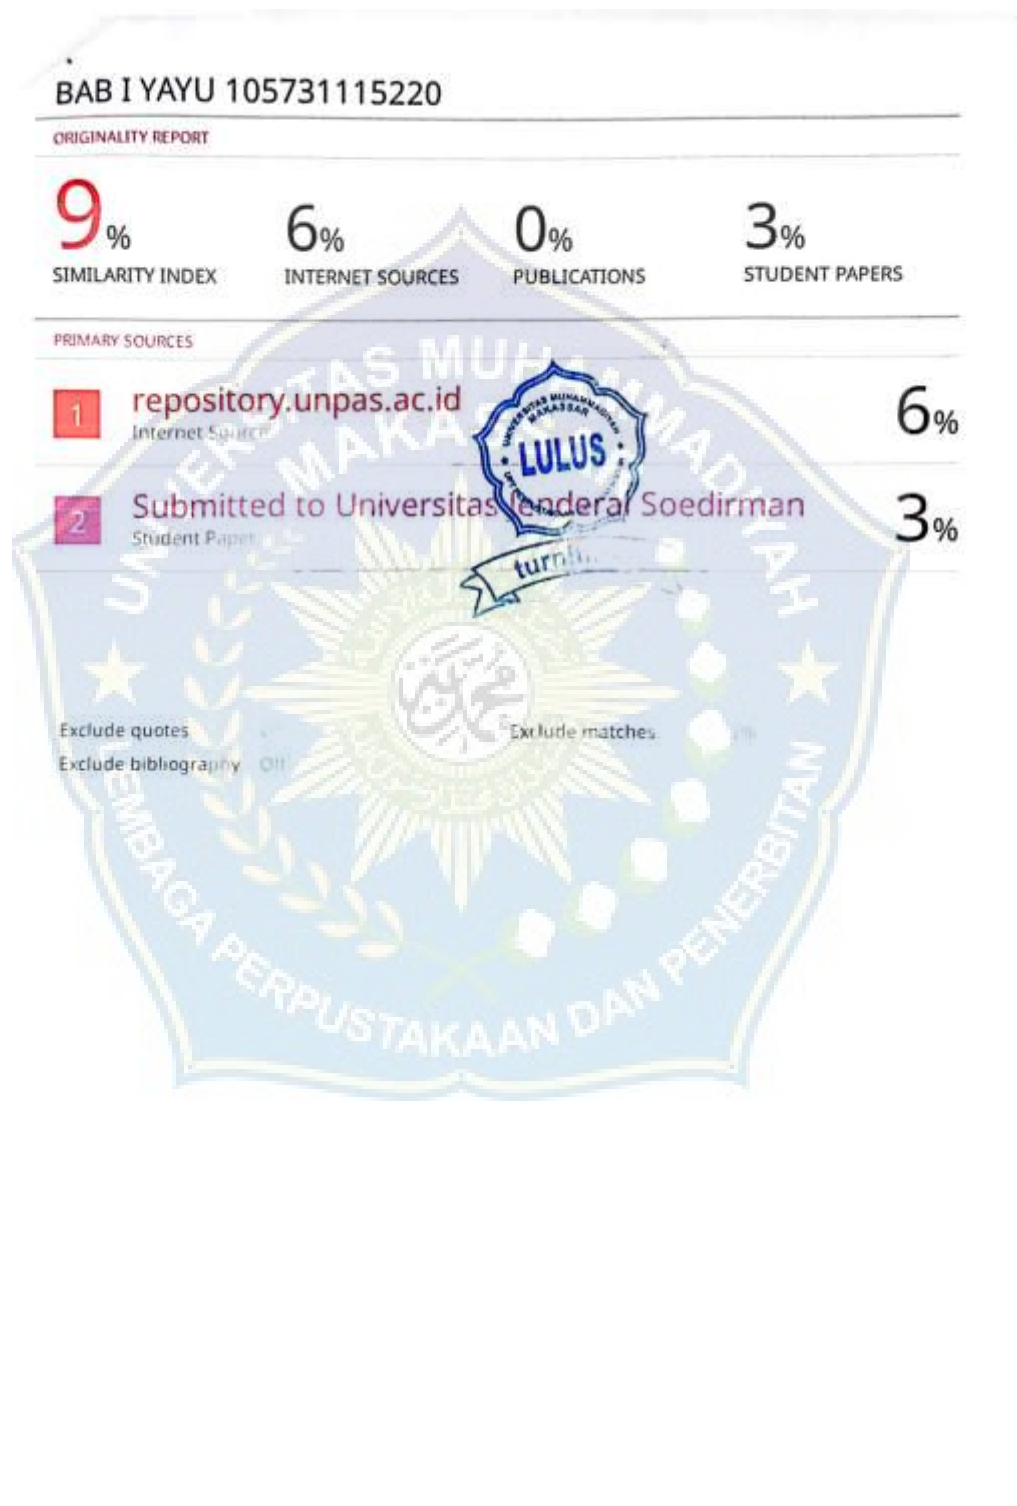 BAB I YAYU 105731115220
ORIGINALITY REPORT
9%
SIMILARITY INDEX
6%
INTERNET SOURCES
0%
PUBLICATIONS
3%
STUDENT PAPERS
PRIMARY SOURCES
1
repository.unpas.ac.id
Internet Source
6%
2
Submitted to Universitas Jenderal Soedirman
Student Paper
3%
UNIVERSITAS MUHAMMADIYAH
MAKASSAR
LULUS
Exclude quotes
Exclude matches
Exclude bibliography Off
UNIVERSITAS MUHAMMADIYAH
LEMBAGA PERPUSTAKAAN DAN PENERBITAN